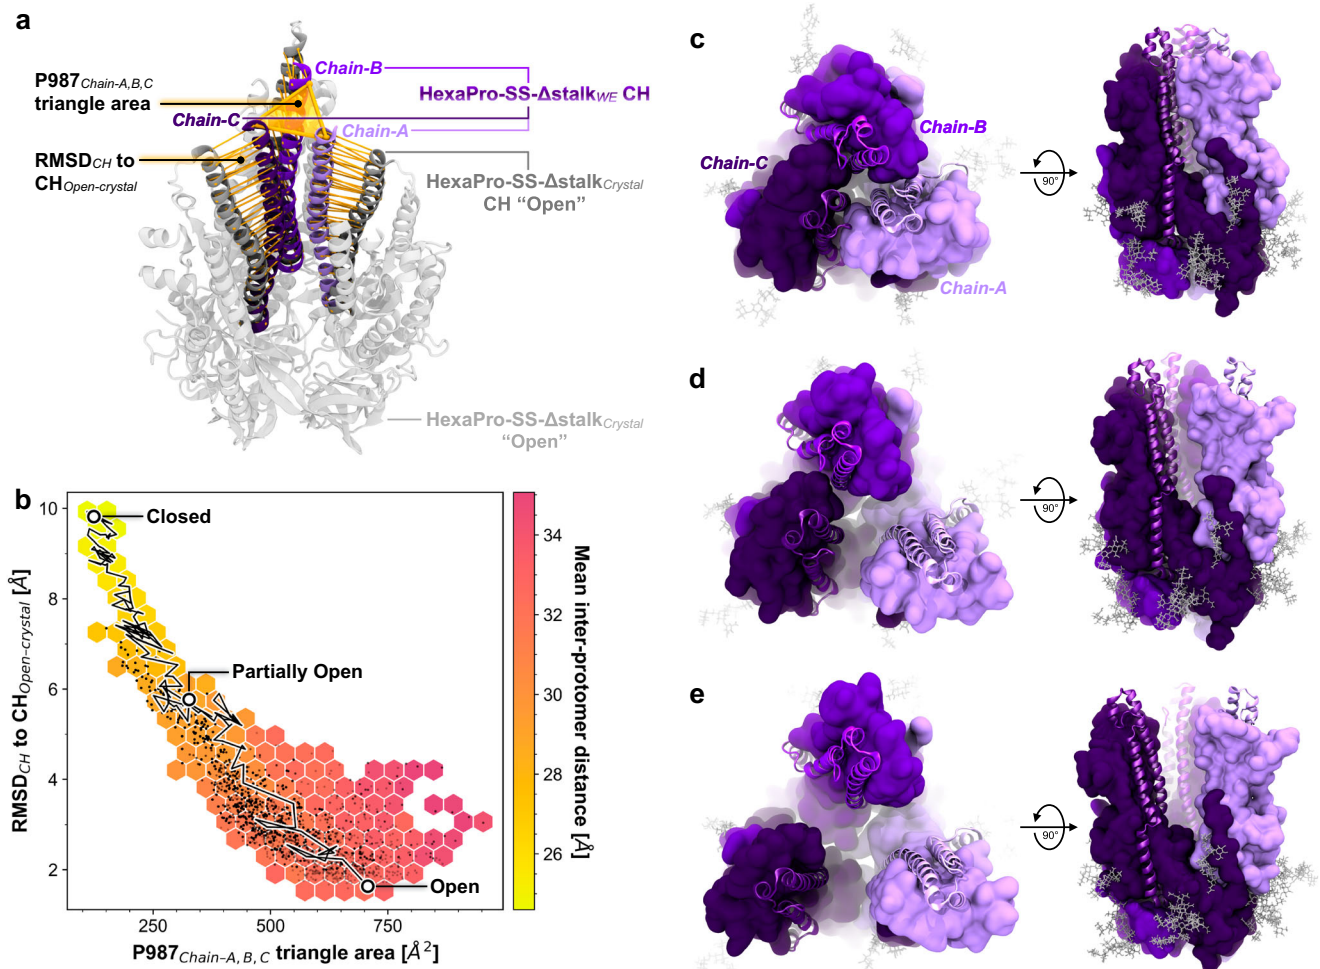 a
P987Chain-A,B,C
triangle area
Chain-B
HexaPro-SS-ΔstalkWE CH
Chain-C
Chain-A
RMSDCH to
CHOpen-crystal
HexaPro-SS-ΔstalkCrystal
CH “Open”
HexaPro-SS-ΔstalkCrystal
“Open”
b
10
8
6
4
2
RMSDCH to CHOpen-crystal [Å]
Closed
Partially Open
Open
250
500
750
P987Chain-A, B, C triangle area [Å2]
34
32
30
28
26
Mean inter-protomer distance [Å]
c
Chain-B
Chain-C
Chain-A
90°
d
90°
e
90°